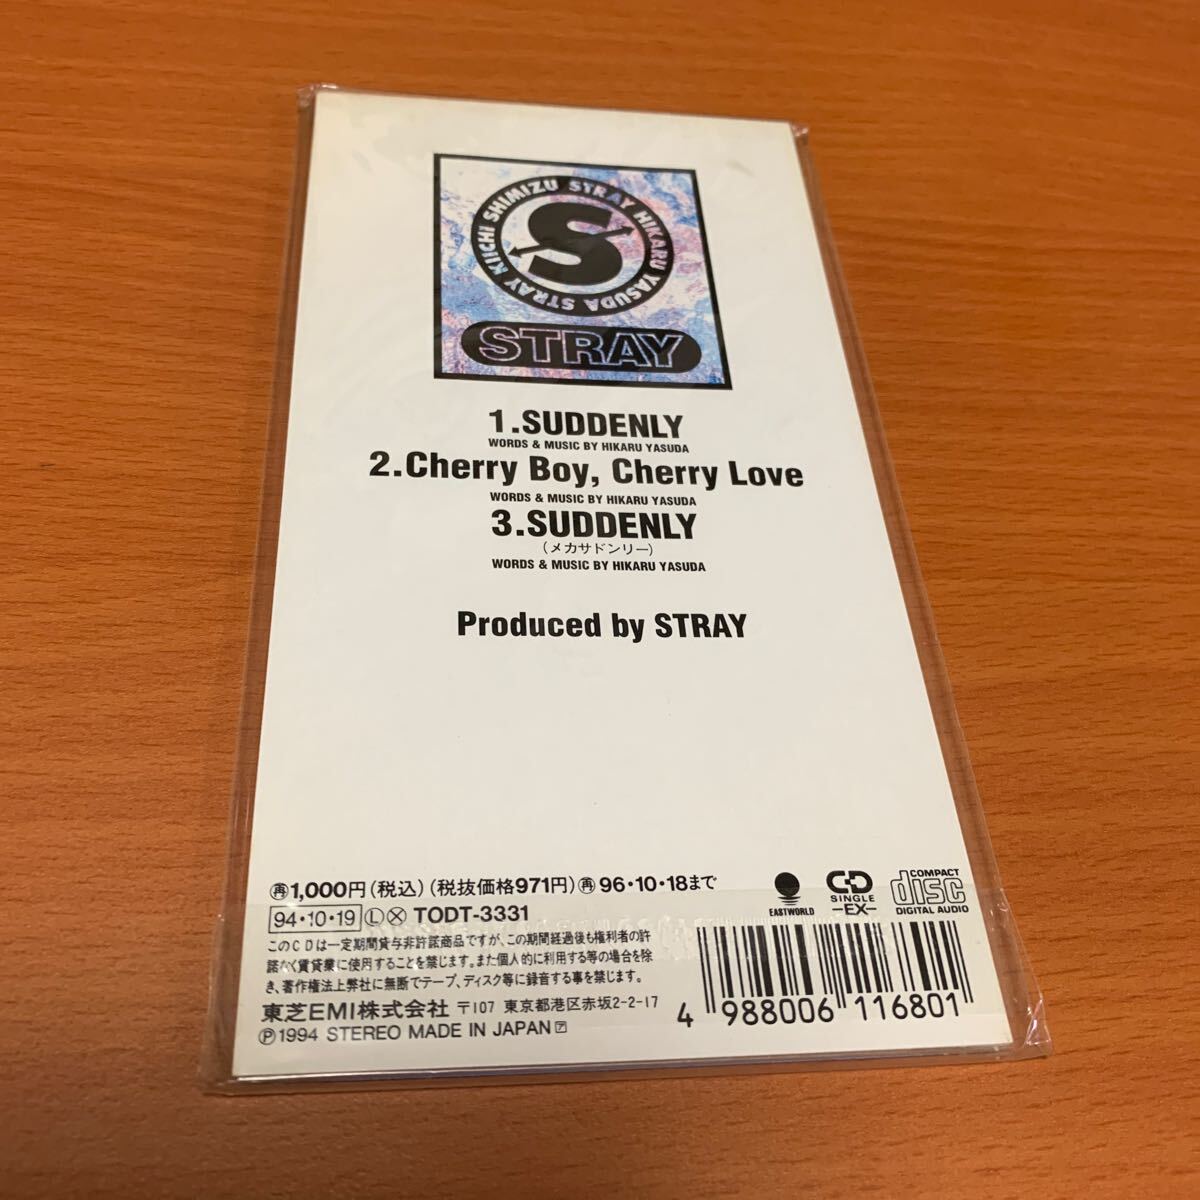 STRAY HIKARU YASUDA STRAY KIICHI SHIMIZU
S
STRAY
1.SUDDENLY
WORDS & MUSIC BY HIKARU YASUDA
2.Cherry Boy, Cherry Love
WORDS & MUSIC BY HIKARU YASUDA
3.SUDDENLY
(メカサドンリー)
WORDS & MUSIC BY HIKARU YASUDA
Produced by STRAY
再1,000円(税込)(税抜価格971円)再96・10・18まで
94・10・19 Ⓛ Ⓧ TODT-3331
このCDは一定期間貸与非許諾商品ですが、この期間経過後も権利者の許
諾なく賃貸業に使用することを禁じます。また個人的に利用する等の場合を除
き、著作権法上弊社に無断でテープ、ディスク等に録音する事を禁じます。
東芝EMI株式会社 〒107 東京都港区赤坂2-2-17
Ⓟ1994 STEREO MADE IN JAPAN
EASTWORLD
CD
SINGLE
-EX-
COMPACT
disc
DIGITAL AUDIO
4 988006 116801